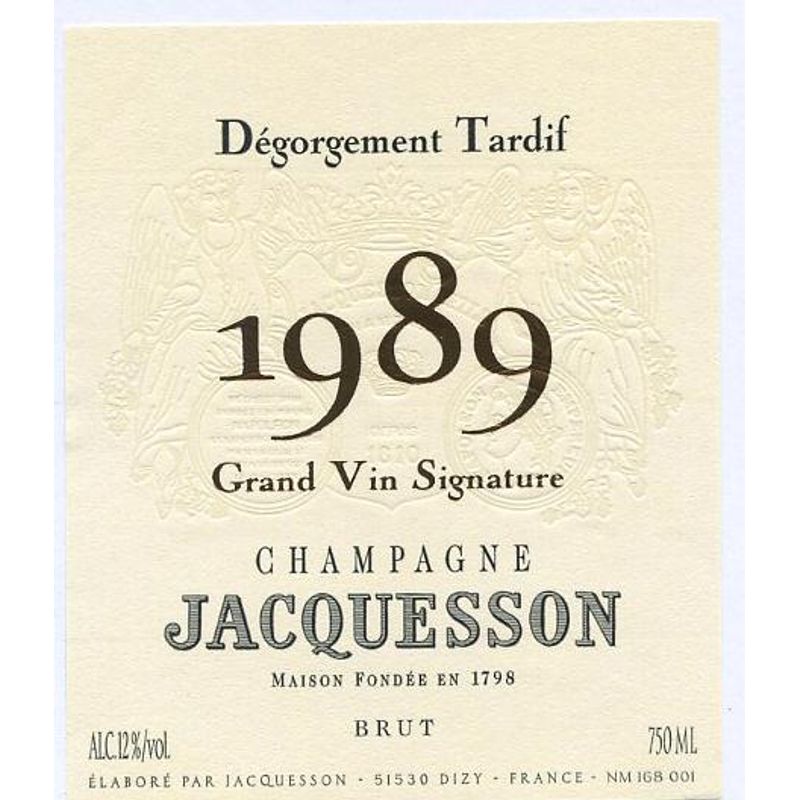 Dégorgement Tardif
1989
1810
Grand Vin Signature
CHAMPAGNE
JACQUESSON
MAISON FONDÉE EN 1798
BRUT
ALC.12%/vol.
750 ML
ÉLABORÉ PAR JACQUESSON - 51530 DIZY - FRANCE - NM 168 001